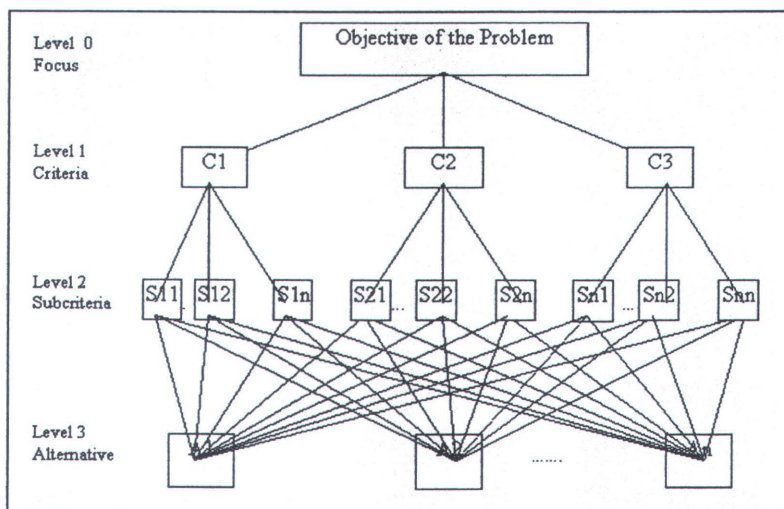 Level 0
Focus
Objective of the Problem
Level 1
Criteria
C1
C2
C3
Level 2
Subcriteria
S11
S12
S1n
S21
...
S22
S2n
Sn1
...
Sn2
Snn
Level 3
Alternative
.......